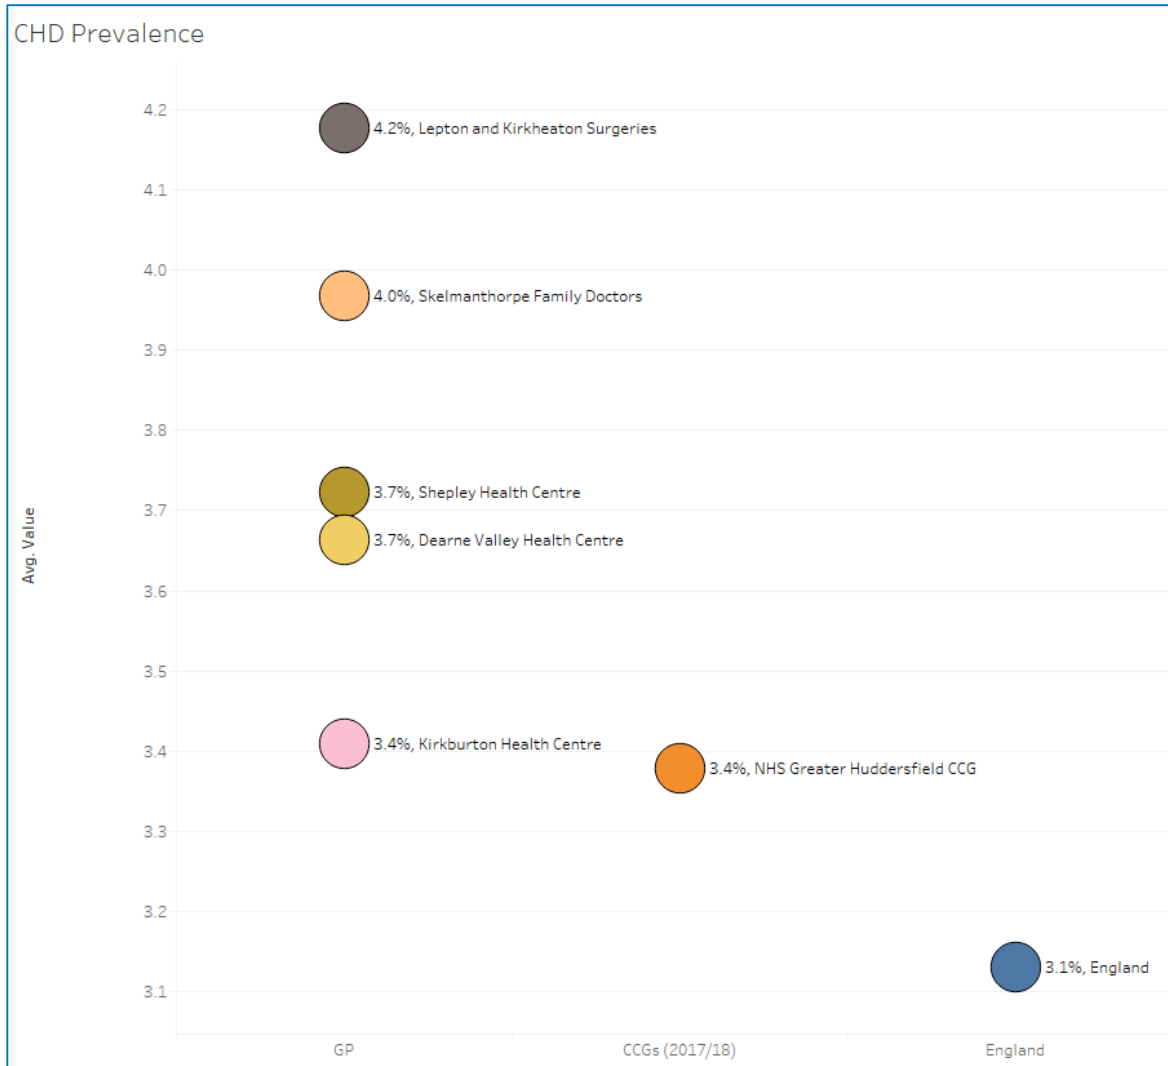 CHD Prevalence
4.2
4.2%, Lepton and Kirkheaton Surgeries
4.1
4.0
4.0%, Skelmanthorpe Family Doctors
3.9
3.8
3.7%, Shepley Health Centre
3.7
3.7%, Dearne Valley Health Centre
Avg. Value
3.6
3.5
3.4%, Kirkburton Health Centre
3.4
3.4%, NHS Greater Huddersfield CCG
3.3
3.2
3.1%, England
3.1
GP
CCGs (2017/18)
England